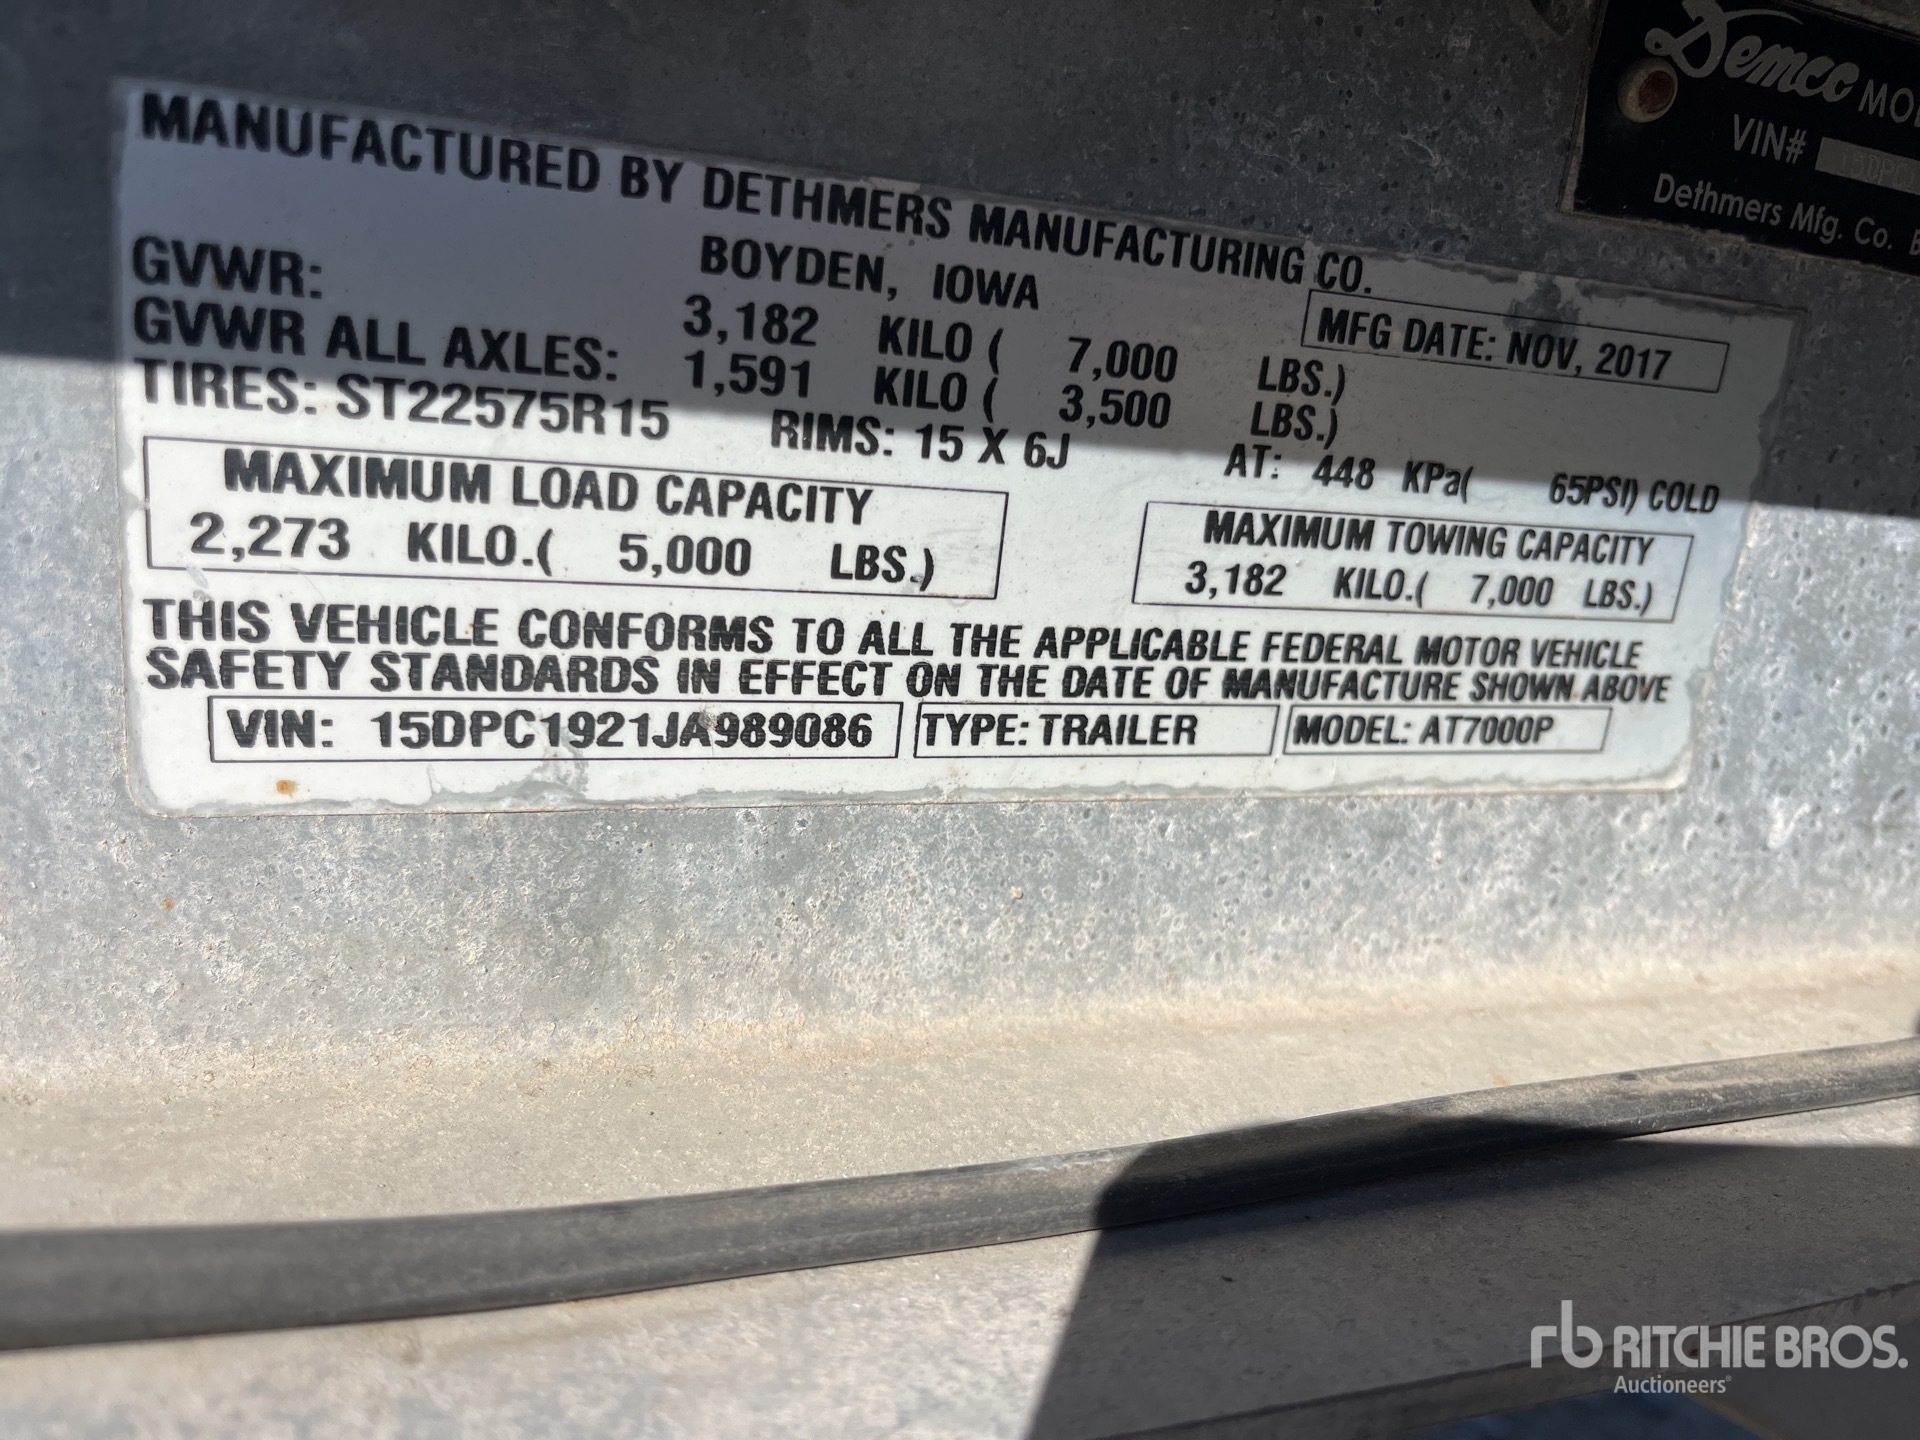 Demco MO
VIN# 15DPC
Dethmers Mfg. Co. B
MANUFACTURED BY DETHMERS MANUFACTURING CO.
BOYDEN, IOWA
MFG DATE: NOV, 2017
GVWR: 3,182 KILO ( 7,000 LBS.)
GVWR ALL AXLES: 1,591 KILO ( 3,500 LBS.)
TIRES: ST22575R15 RIMS: 15 X 6J AT: 448 KPa( 65PSI) COLD
MAXIMUM LOAD CAPACITY
2,273 KILO.( 5,000 LBS.)
MAXIMUM TOWING CAPACITY
3,182 KILO.( 7,000 LBS.)
THIS VEHICLE CONFORMS TO ALL THE APPLICABLE FEDERAL MOTOR VEHICLE
SAFETY STANDARDS IN EFFECT ON THE DATE OF MANUFACTURE SHOWN ABOVE
VIN: 15DPC1921JA989086 TYPE: TRAILER MODEL: AT7000P
rb RITCHIE BROS.
Auctioneers